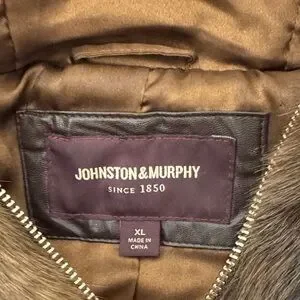 JOHNSTON&MURPHY
SINCE 1850
XL
MADE IN
CHINA